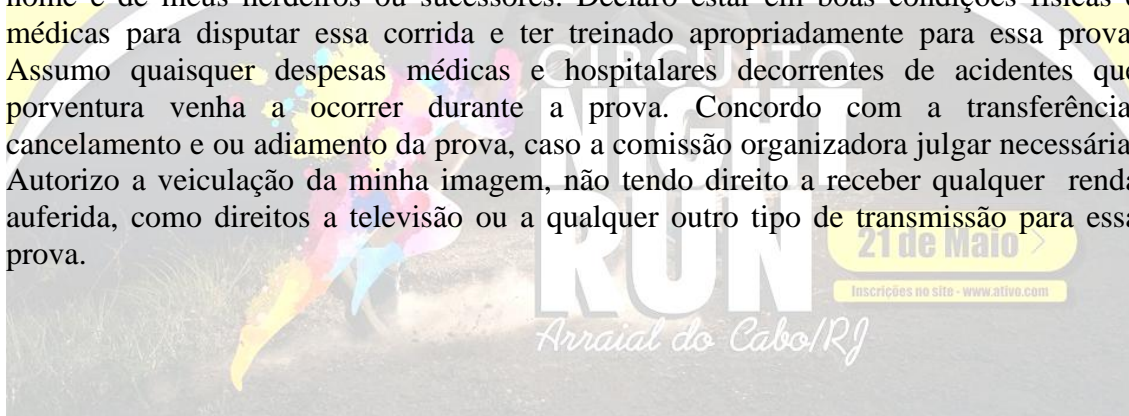 nome e de meus herdeiros ou sucessores. Declaro estar em boas condições físicas e
médicas para disputar essa corrida e ter treinado apropriadamente para essa prova.
Assumo quaisquer despesas médicas e hospitalares decorrentes de acidentes que
porventura venha a ocorrer durante a prova. Concordo com a transferência,
cancelamento e ou adiamento da prova, caso a comissão organizadora julgar necessária.
Autorizo a veiculação da minha imagem, não tendo direito a receber qualquer renda
auferida, como direitos a televisão ou a qualquer outro tipo de transmissão para essa
prova.
CIRCUITO
NIGHT
RUN
21 de Maio >
Inscrições no site - www.ativo.com
Arraial do Cabo/RJ